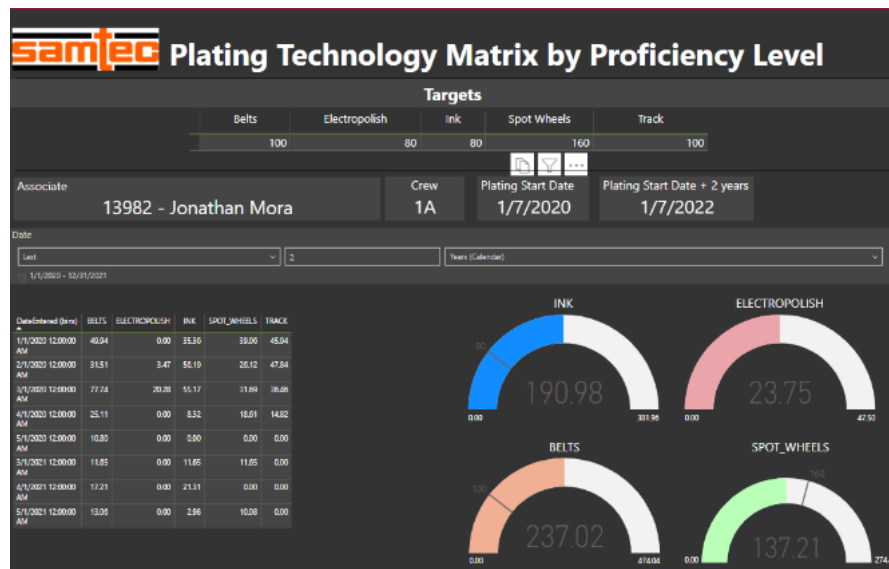 samtec Plating Technology Matrix by Proficiency Level
Targets
Belts Electropolish Ink Spot Wheels Track
100 80 80 160 100
Associate
13982 - Jonathan Mora
Crew
1A
Plating Start Date
1/7/2020
Plating Start Date + 2 years
1/7/2022
Date
Last 2 Years (Calendar)
1/1/2020 - 12/31/2021
DateEntered (bins) BELTS ELECTROPOLISH INK SPOT_WHEELS TRACK
1/1/2020 12:00:00 AM 49.94 0.00 35.36 39.06 45.94
2/1/2020 12:00:00 AM 31.51 3.47 56.19 26.12 47.84
3/1/2020 12:00:00 AM 77.74 20.28 55.17 31.69 36.46
4/1/2020 12:00:00 AM 25.11 0.00 8.32 18.61 14.82
5/1/2020 12:00:00 AM 10.80 0.00 0.00 0.00 0.00
3/1/2021 12:00:00 AM 11.65 0.00 11.65 11.65 0.00
4/1/2021 12:00:00 AM 17.21 0.00 21.31 0.00 0.00
5/1/2021 12:00:00 AM 13.06 0.00 2.98 10.08 0.00
INK
80
190.98
0.00 381.96
ELECTROPOLISH
23.75
0.00 47.50
BELTS
100
237.02
0.00 474.04
SPOT_WHEELS
160
137.21
0.00 274.